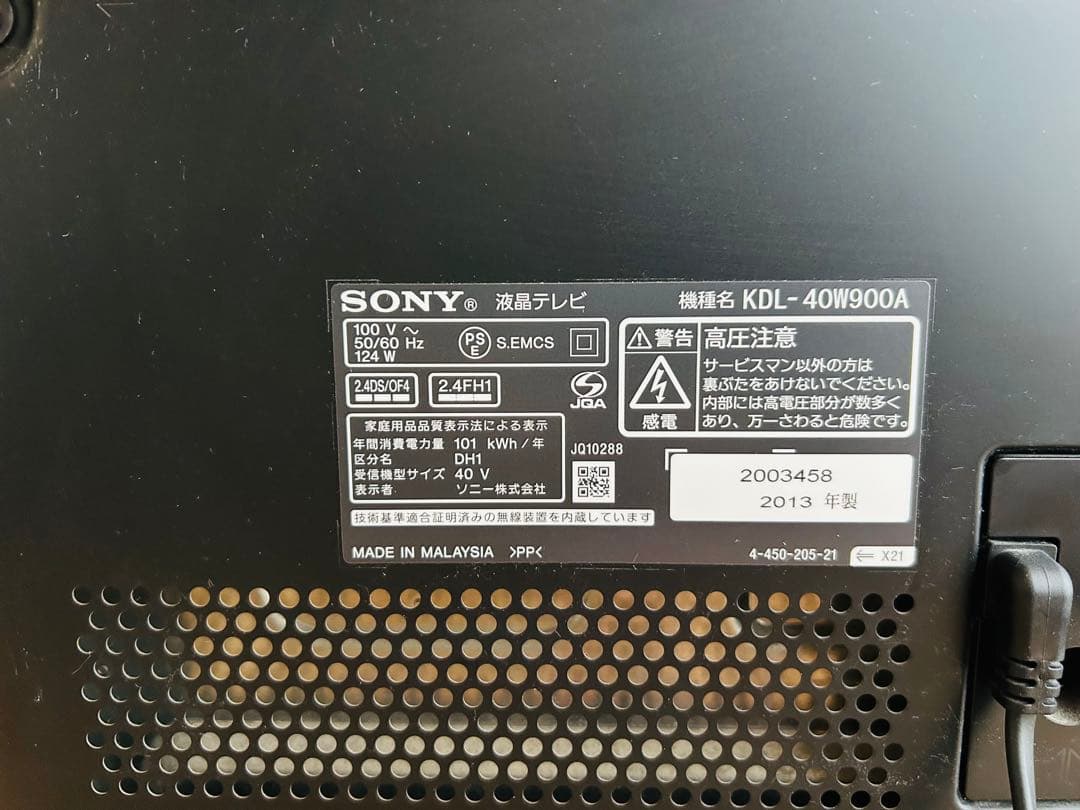 SONY® 液晶テレビ 機種名 KDL-40W900A
100 V ～
50/60 Hz
124 W
PS
E
S.EMCS
2.4DS/OF4
2.4FH1
JQA
家庭用品品質表示法による表示
年間消費電力量 101 kWh/年
区分名 DH1
受信機型サイズ 40 V
表示者 ソニー株式会社
JQ10288
技術基準適合証明済みの無線装置を内蔵しています
MADE IN MALAYSIA >PP<
警告 高圧注意
感電
サービスマン以外の方は
裏ぶたをあけないでください。
内部には高電圧部分が数多く
あり、万一さわると危険です。
2003458
2013 年製
4-450-205-21
X21